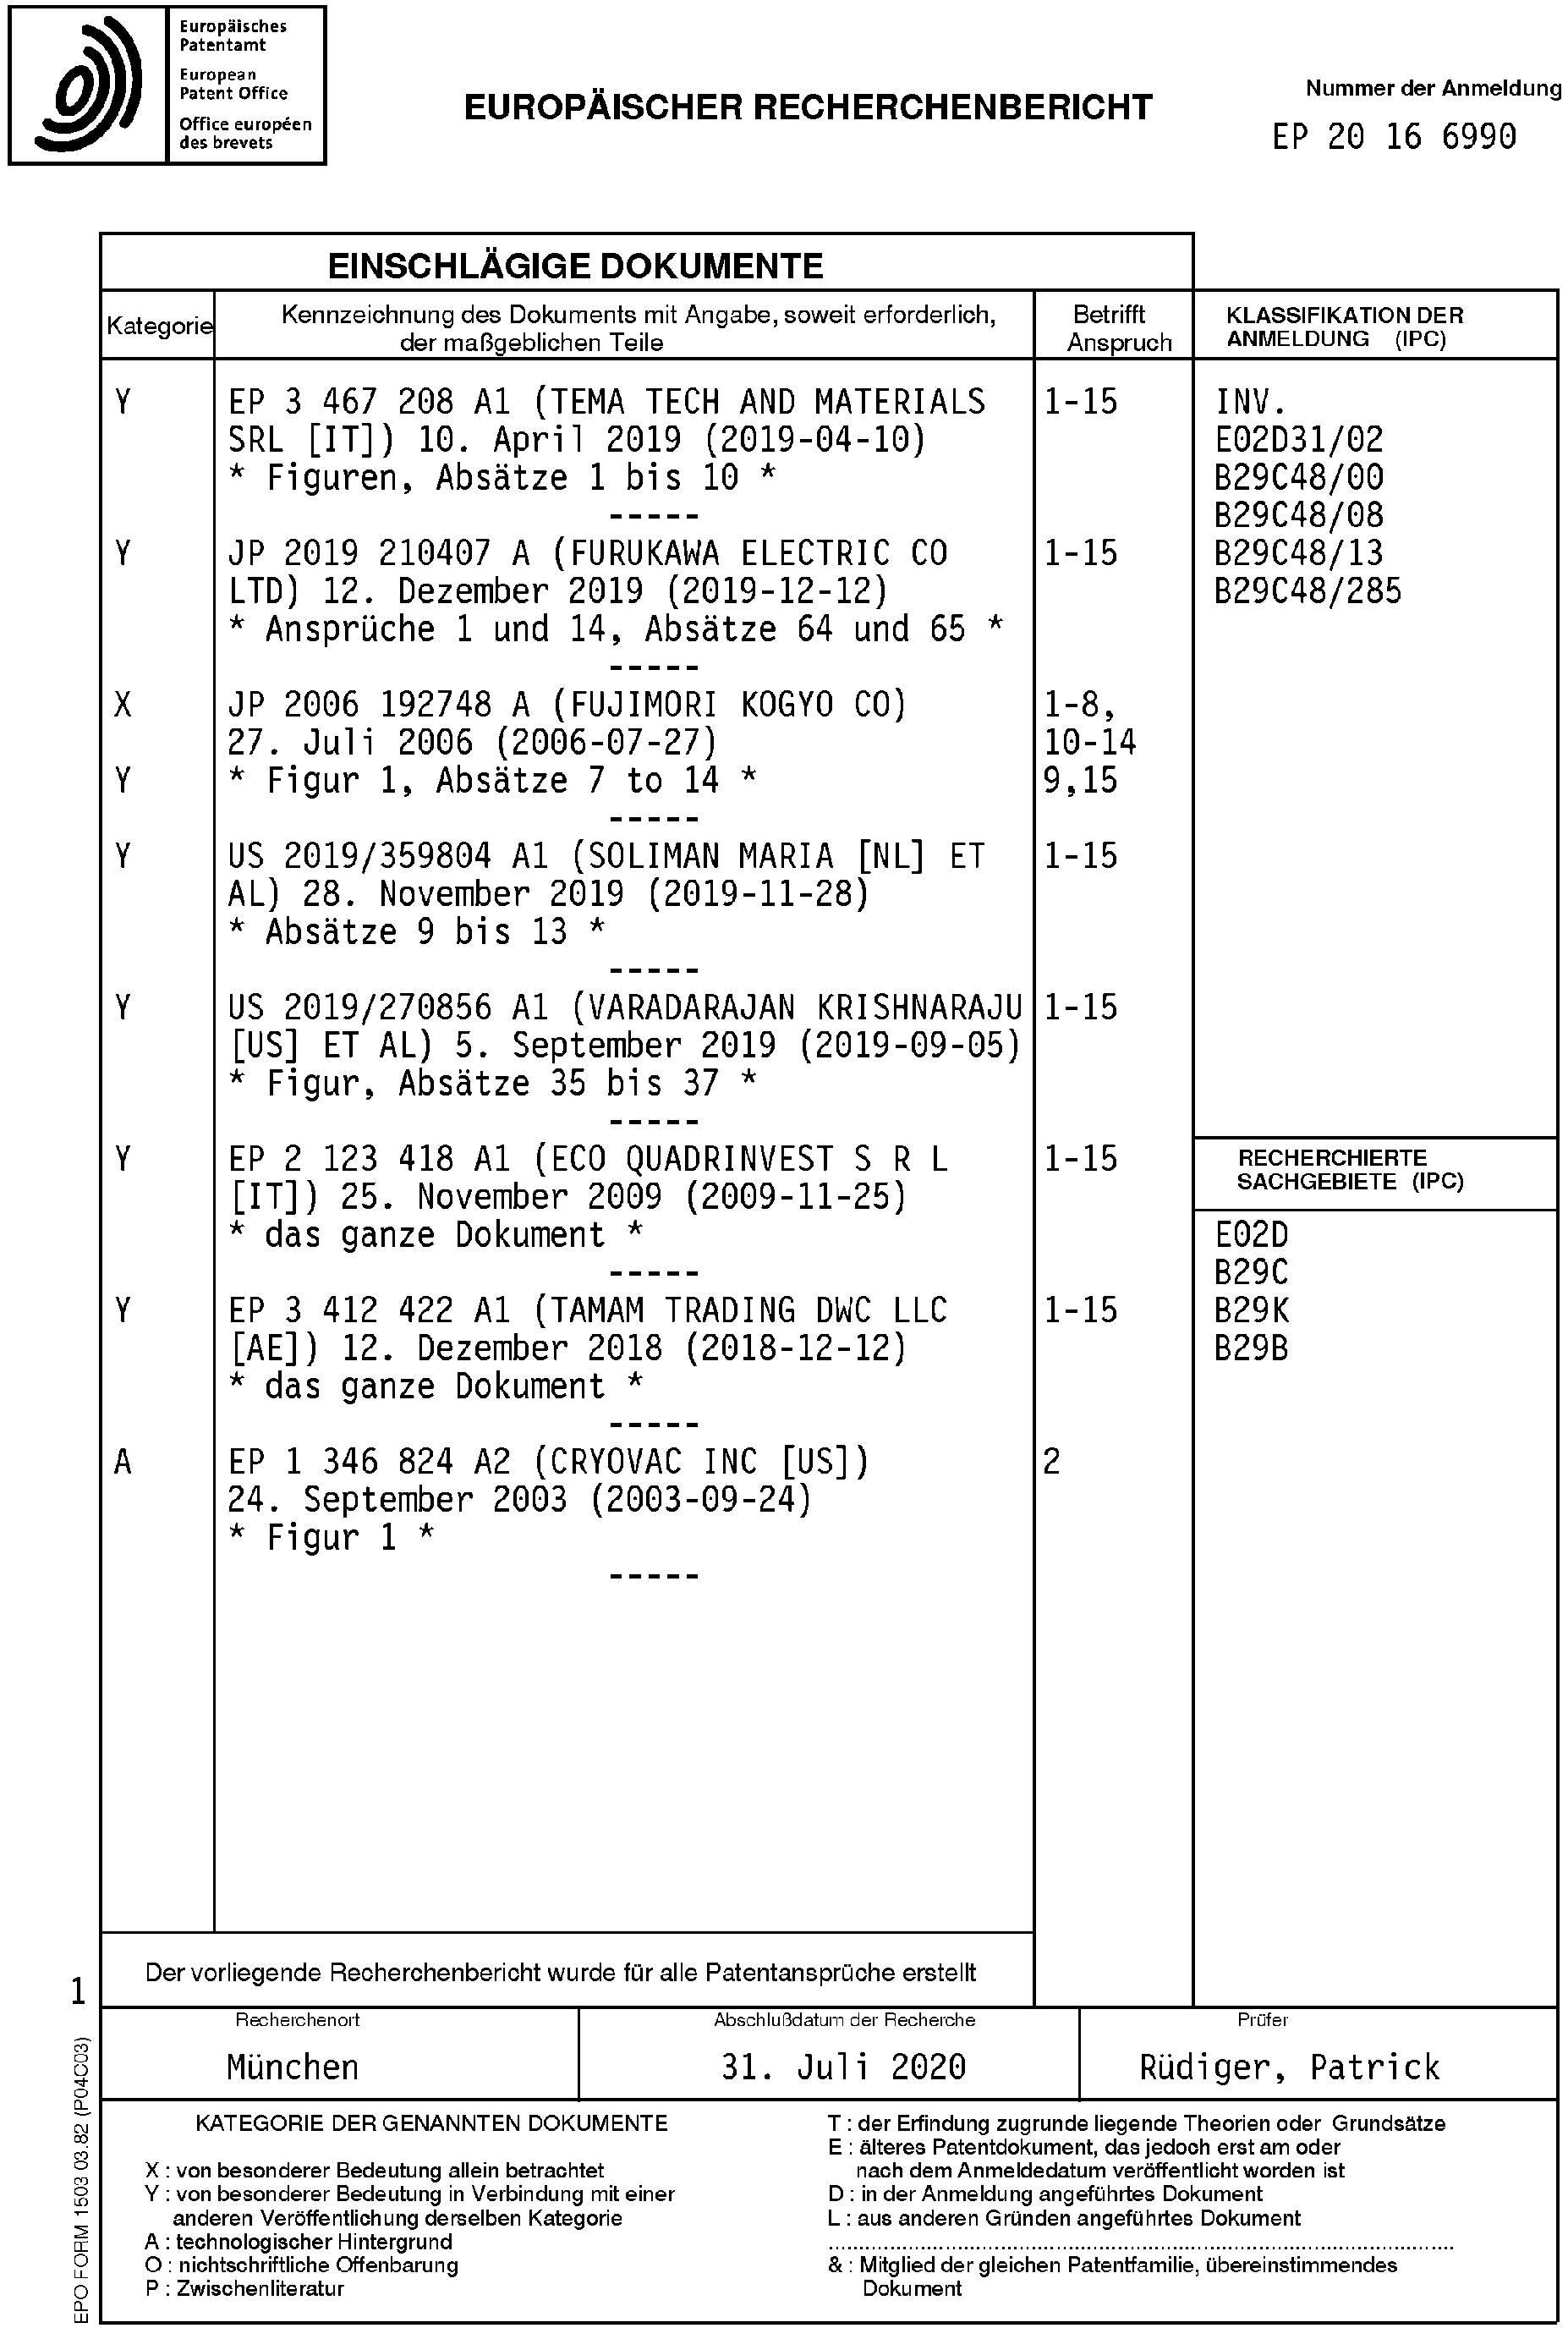 Europäisches
Patentamt
European
Patent Office
Office européen
des brevets
EUROPÄISCHER RECHERCHENBERICHT
Nummer der Anmeldung
EP 20 16 6990
EINSCHLÄGIGE DOKUMENTE
Kategorie
Kennzeichnung des Dokuments mit Angabe, soweit erforderlich,
der maßgeblichen Teile
Betrifft
Anspruch
KLASSIFIKATION DER
ANMELDUNG (IPC)
Y EP 3 467 208 A1 (TEMA TECH AND MATERIALS 1-15
SRL [IT]) 10. April 2019 (2019-04-10)
* Figuren, Absätze 1 bis 10 *
-----
Y JP 2019 210407 A (FURUKAWA ELECTRIC CO 1-15
LTD) 12. Dezember 2019 (2019-12-12)
* Ansprüche 1 und 14, Absätze 64 und 65 *
-----
X JP 2006 192748 A (FUJIMORI KOGYO CO) 1-8,
27. Juli 2006 (2006-07-27) 10-14
Y * Figur 1, Absätze 7 to 14 * 9,15
-----
Y US 2019/359804 A1 (SOLIMAN MARIA [NL] ET 1-15
AL) 28. November 2019 (2019-11-28)
* Absätze 9 bis 13 *
-----
Y US 2019/270856 A1 (VARADARAJAN KRISHNARAJU 1-15
[US] ET AL) 5. September 2019 (2019-09-05)
* Figur, Absätze 35 bis 37 *
-----
Y EP 2 123 418 A1 (ECO QUADRINVEST S R L 1-15
[IT]) 25. November 2009 (2009-11-25)
* das ganze Dokument *
-----
Y EP 3 412 422 A1 (TAMAM TRADING DWC LLC 1-15
[AE]) 12. Dezember 2018 (2018-12-12)
* das ganze Dokument *
-----
A EP 1 346 824 A2 (CRYOVAC INC [US]) 2
24. September 2003 (2003-09-24)
* Figur 1 *
-----
INV.
E02D31/02
B29C48/00
B29C48/08
B29C48/13
B29C48/285
RECHERCHIERTE
SACHGEBIETE (IPC)
E02D
B29C
B29K
B29B
Der vorliegende Recherchenbericht wurde für alle Patentansprüche erstellt
1
Recherchenort
München
Abschlußdatum der Recherche
31. Juli 2020
Prüfer
Rüdiger, Patrick
KATEGORIE DER GENANNTEN DOKUMENTE
X : von besonderer Bedeutung allein betrachtet
Y : von besonderer Bedeutung in Verbindung mit einer
anderen Veröffentlichung derselben Kategorie
A : technologischer Hintergrund
O : nichtschriftliche Offenbarung
P : Zwischenliteratur
T : der Erfindung zugrunde liegende Theorien oder Grundsätze
E : älteres Patentdokument, das jedoch erst am oder
nach dem Anmeldedatum veröffentlicht worden ist
D : in der Anmeldung angeführtes Dokument
L : aus anderen Gründen angeführtes Dokument
& : Mitglied der gleichen Patentfamilie, übereinstimmendes
Dokument
EPO FORM 1503 03.82 (P04C03)